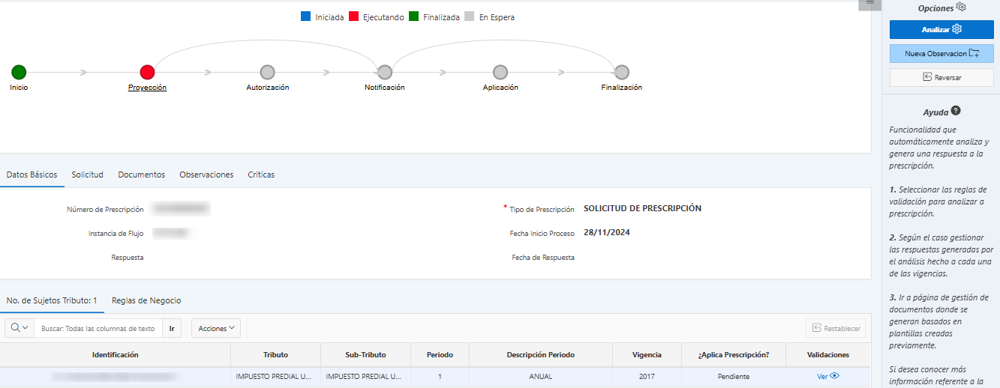 Iniciada Ejecutando Finalizada En Espera
Inicio Proyección Autorización Notificación Aplicación Finalización
Datos Básicos Solicitud Documentos Observaciones Críticas
Número de Prescripción
* Tipo de Prescripción SOLICITUD DE PRESCRIPCIÓN
Instancia de Flujo
Fecha Inicio Proceso 28/11/2024
Respuesta
Fecha de Respuesta
No. de Sujetos Tributo: 1 Reglas de Negocio
Buscar: Todas las columnas de texto Ir Acciones Restablecer
Identificación Tributo Sub-Tributo Periodo Descripción Periodo Vigencia ¿Aplica Prescripción? Validaciones
IMPUESTO PREDIAL U... IMPUESTO PREDIAL U... 1 ANUAL 2017 Pendiente Ver
Opciones
Analizar
Nueva Observacion
Reversar
Ayuda
Funcionalidad que
automáticamente analiza y
genera una respuesta a la
prescripción.
1. Seleccionar las reglas de
validación para analizar a
prescripción.
2. Según el caso gestionar
las respuestas generadas por
el análisis hecho a cada una
de las vigencias.
3. Ir a página de gestión de
documentos donde se
generan basados en
plantillas creadas
previamente.
Si desea conocer más
información referente a la